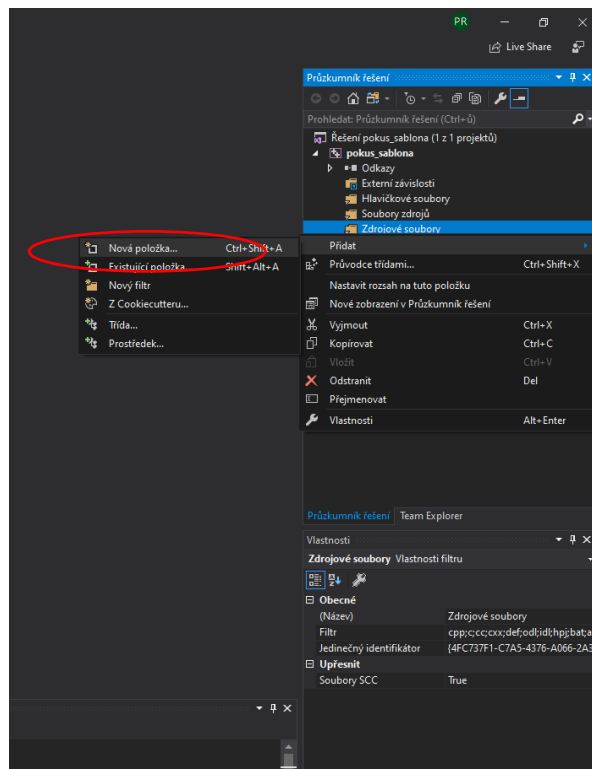 PR
Live Share
Průzkumník řešení
Prohledat: Průzkumník řešení (Ctrl+ů)
Řešení pokus_sablona (1 z 1 projektů)
pokus_sablona
Odkazy
Externí závislosti
Hlavičkové soubory
Soubory zdrojů
Zdrojové soubory
Nová položka... Ctrl+Shift+A
Existující položka... Shift+Alt+A
Nový filtr
Z Cookiecutteru...
Třída...
Prostředek...
Přidat
Průvodce třídami... Ctrl+Shift+X
Nastavit rozsah na tuto položku
Nové zobrazení v Průzkumník řešení
Vyjmout Ctrl+X
Kopírovat Ctrl+C
Vložit Ctrl+V
Odstranit Del
Přejmenovat
Vlastnosti Alt+Enter
Průzkumník řešení Team Explorer
Vlastnosti
Zdrojové soubory Vlastnosti filtru
Obecné
(Název) Zdrojové soubory
Filtr cpp;c;cc;cxx;def;odl;idl;hpj;bat;a
Jedinečný identifikátor {4FC737F1-C7A5-4376-A066-2A3
Upřesnit
Soubory SCC True